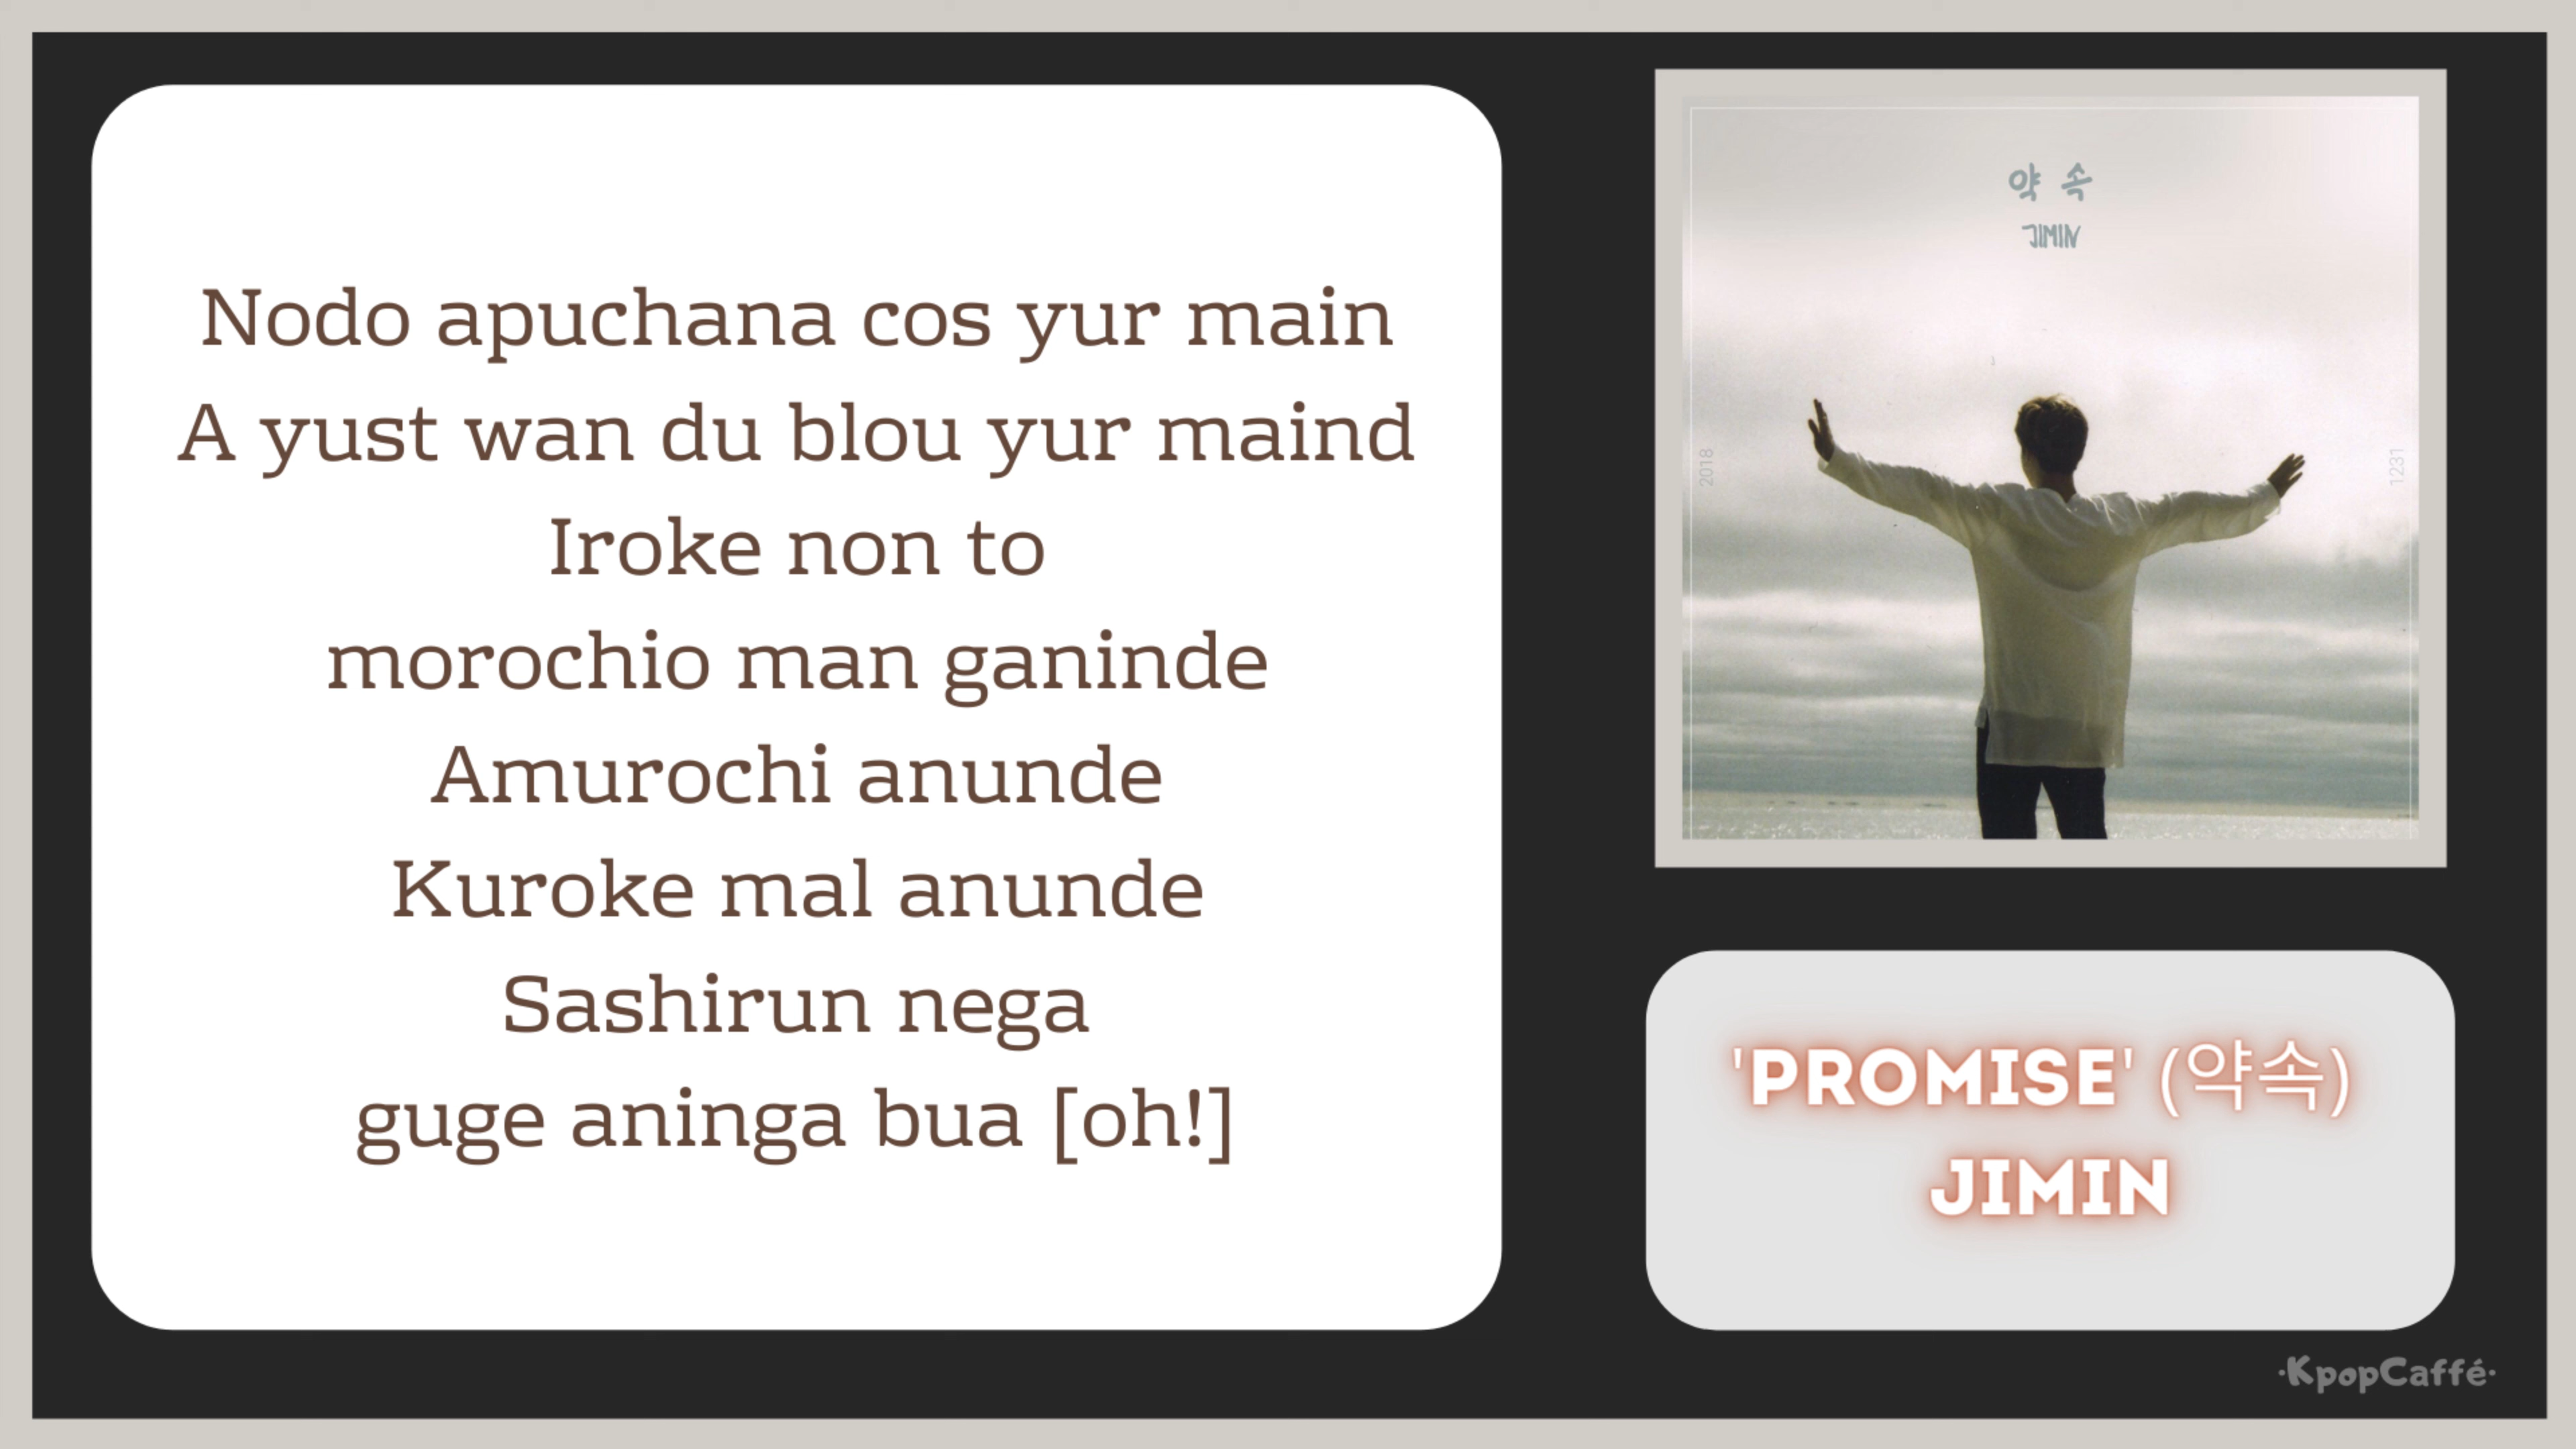 Nodo apuchana cos yur main
A yust wan du blou yur maind
Iroke non to
morochio man ganinde
Amurochi anunde
Kuroke mal anunde
Sashirun nega
guge aninga bua [oh!]
약 속
JIMIN
2018
1231
'PROMISE' (약속)
JIMIN
·KpopCaffé·